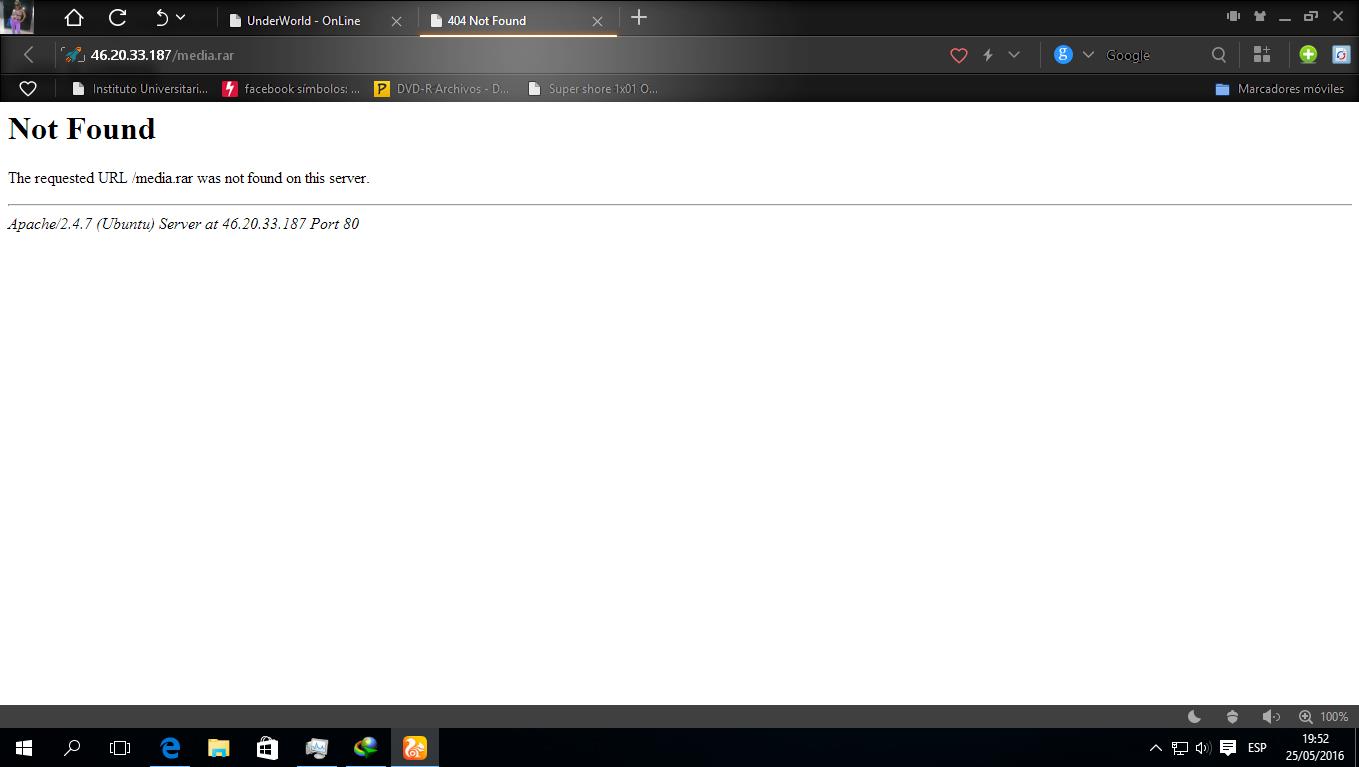 UnderWorld - OnLine
404 Not Found
46.20.33.187/media.rar
g
Google
Instituto Universitari...
facebook símbolos: ...
P
DVD-R Archivos - D...
Super shore 1x01 O...
Marcadores móviles
Not Found
The requested URL /media.rar was not found on this server.
Apache/2.4.7 (Ubuntu) Server at 46.20.33.187 Port 80
100%
ESP
19:52
25/05/2016